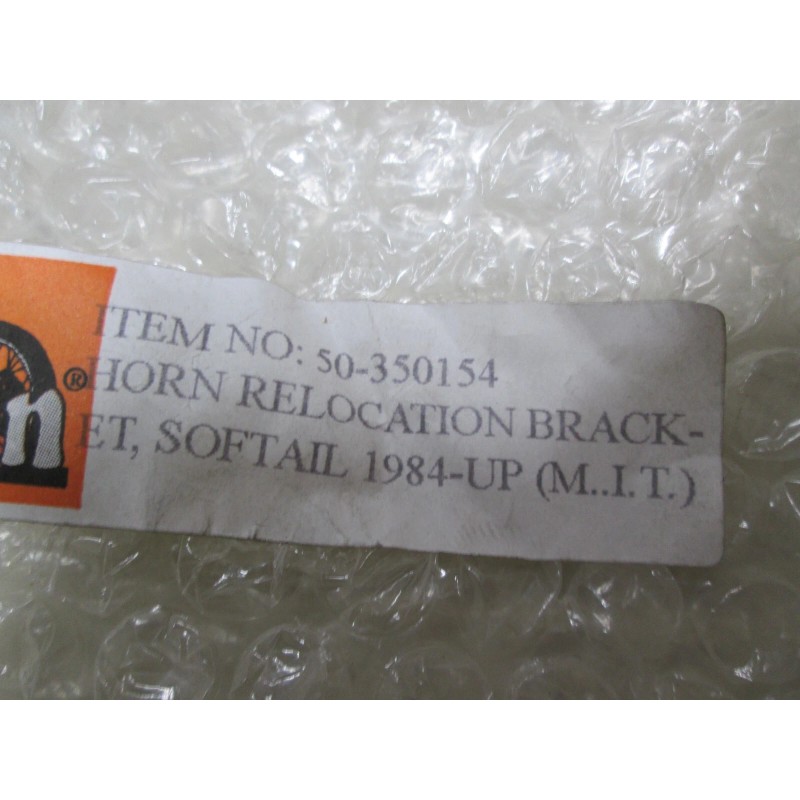 ITEM NO: 50-350154
®HORN RELOCATION BRACK-
n ET, SOFTAIL 1984-UP (M..I.T.)